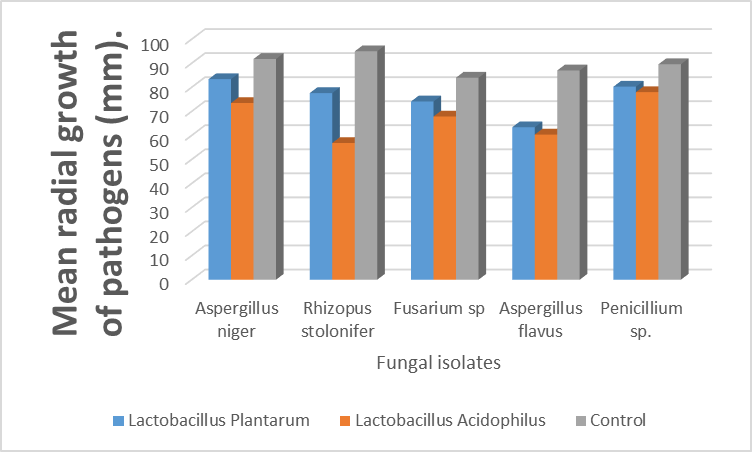 Mean radial growth
of pathogens (mm).
100
90
80
70
60
50
40
30
20
10
0
Aspergillus
niger
Rhizopus
stolonifer
Fusarium sp
Aspergillus
flavus
Penicillium
sp.
Fungal isolates
Lactobacillus Plantarum
Lactobacillus Acidophilus
Control